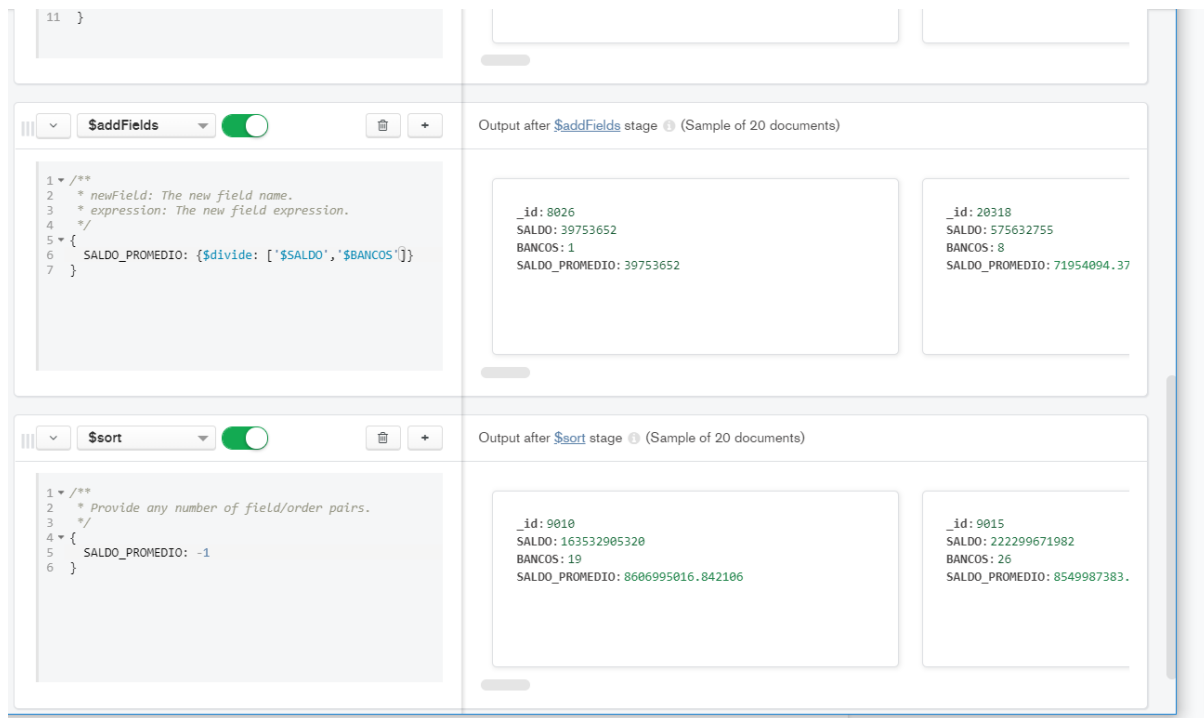 11 }
$addFields
Output after $addFields stage (Sample of 20 documents)
1 /**
2 * newField: The new field name.
3 * expression: The new field expression.
4 */
5 {
6 SALDO_PROMEDIO: {$divide: ['$SALDO','$BANCOS']}
7 }
_id: 8026
SALDO: 39753652
BANCOS: 1
SALDO_PROMEDIO: 39753652
_id: 20318
SALDO: 575632755
BANCOS: 8
SALDO_PROMEDIO: 71954094.37
$sort
Output after $sort stage (Sample of 20 documents)
1 /**
2 * Provide any number of field/order pairs.
3 */
4 {
5 SALDO_PROMEDIO: -1
6 }
_id: 9010
SALDO: 163532905320
BANCOS: 19
SALDO_PROMEDIO: 8606995016.842106
_id: 9015
SALDO: 222299671982
BANCOS: 26
SALDO_PROMEDIO: 8549987383.